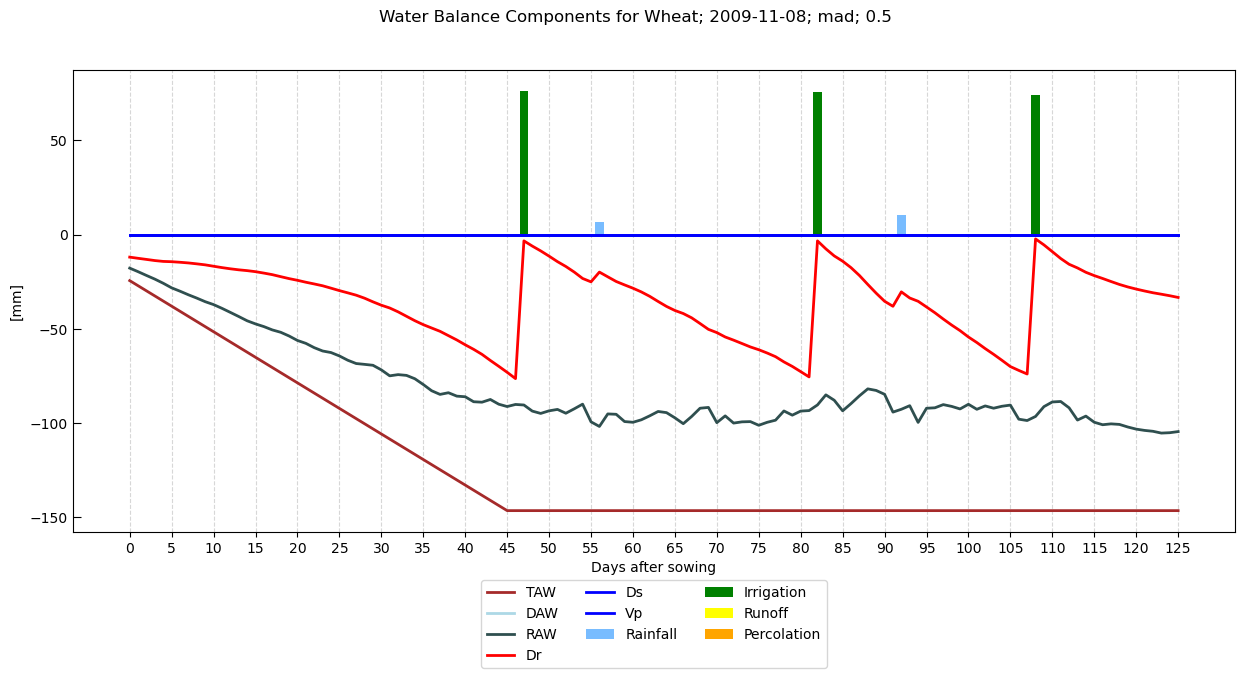 Water Balance Components for Wheat; 2009-11-08; mad; 0.5
[mm]
50
0
−50
−100
−150
0 5 10 15 20 25 30 35 40 45 50 55 60 65 70 75 80 85 90 95 100 105 110 115 120 125
Days after sowing
TAW Ds Irrigation
DAW Vp Runoff
RAW Rainfall Percolation
Dr